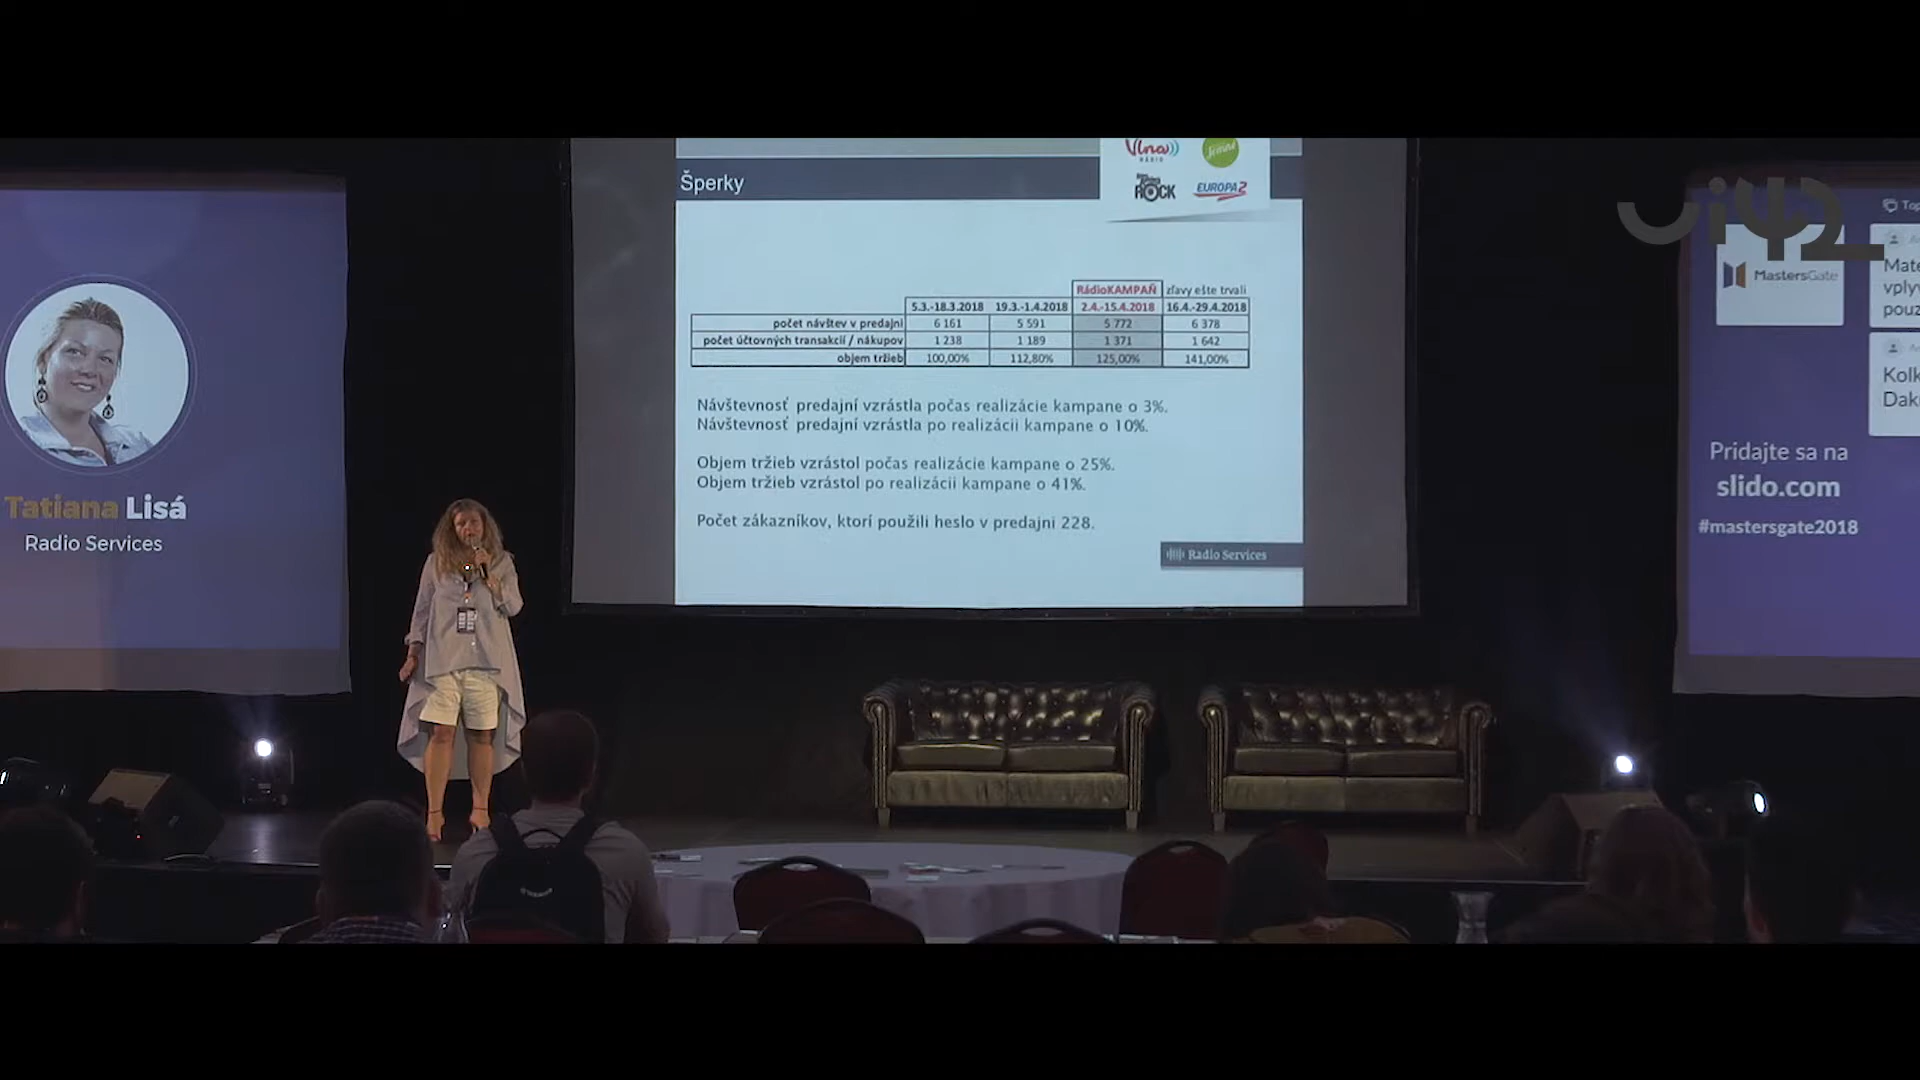 Tatiana Lisá
Radio Services
Šperky
Vlna
RÁDIO
Jemné
ROCK
EUROPA 2
RádioKAMPAŇ zľavy ešte trvali
5.3.-18.3.2018 19.3.-1.4.2018 2.4.-15.4.2018 16.4.-29.4.2018
počet návštev v predajni 6 161 5 591 5 772 6 378
počet účtovných transakcií / nákupov 1 238 1 189 1 371 1 642
objem tržieb 100,00% 112,80% 125,00% 141,00%
Návštevnosť predajní vzrástla počas realizácie kampane o 3%.
Návštevnosť predajní vzrástla po realizácii kampane o 10%.
Objem tržieb vzrástol počas realizácie kampane o 25%.
Objem tržieb vzrástol po realizácii kampane o 41%.
Počet zákazníkov, ktorí použili heslo v predajni 228.
Radio Services
MastersGate
Pridajte sa na
slido.com
#mastersgate2018